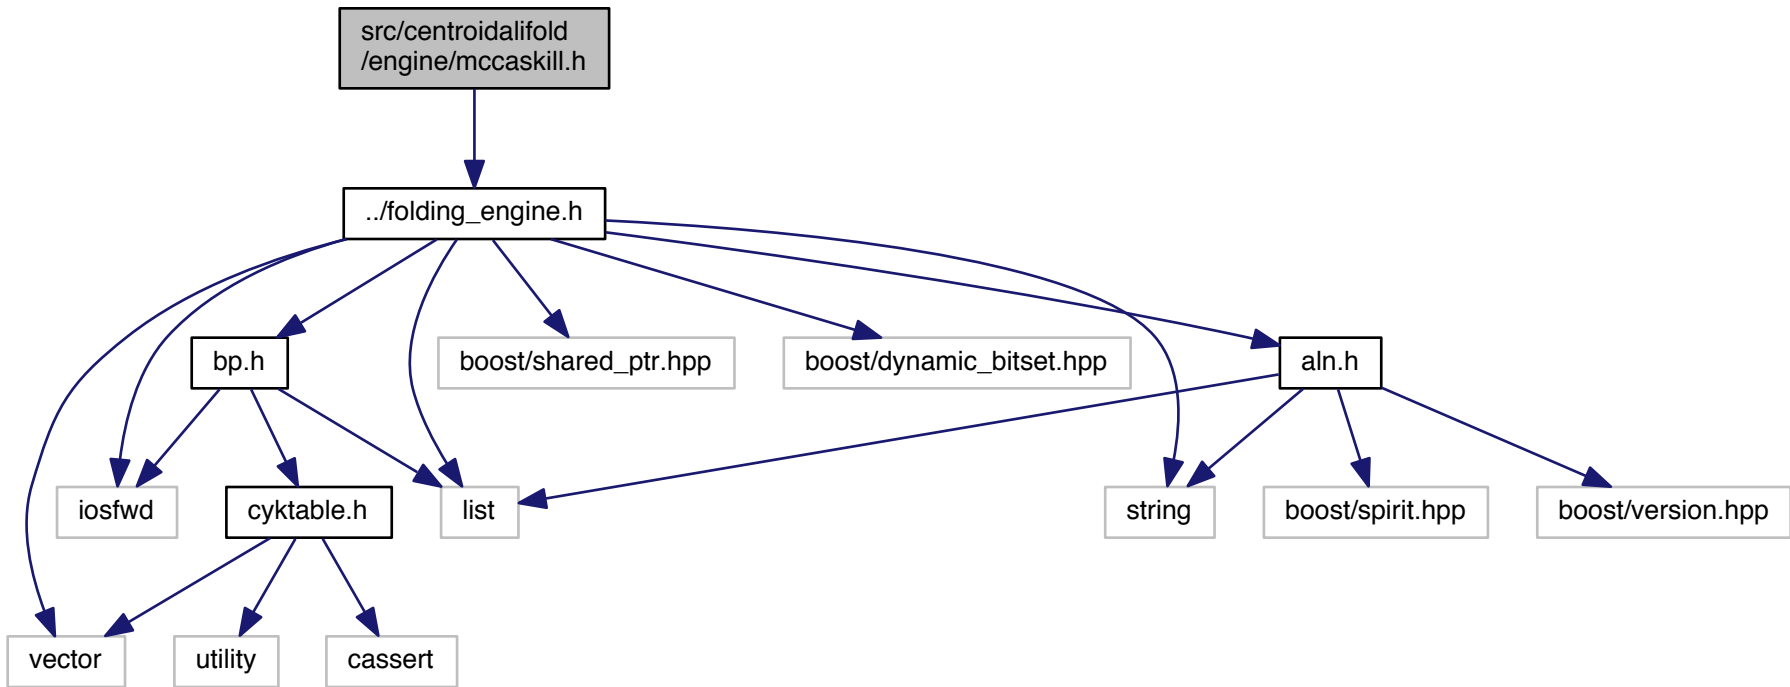 src/centroidalifold
/engine/mccaskill.h
../folding_engine.h
bp.h
boost/shared_ptr.hpp
boost/dynamic_bitset.hpp
aln.h
iosfwd
cyktable.h
list
string
boost/spirit.hpp
boost/version.hpp
vector
utility
cassert